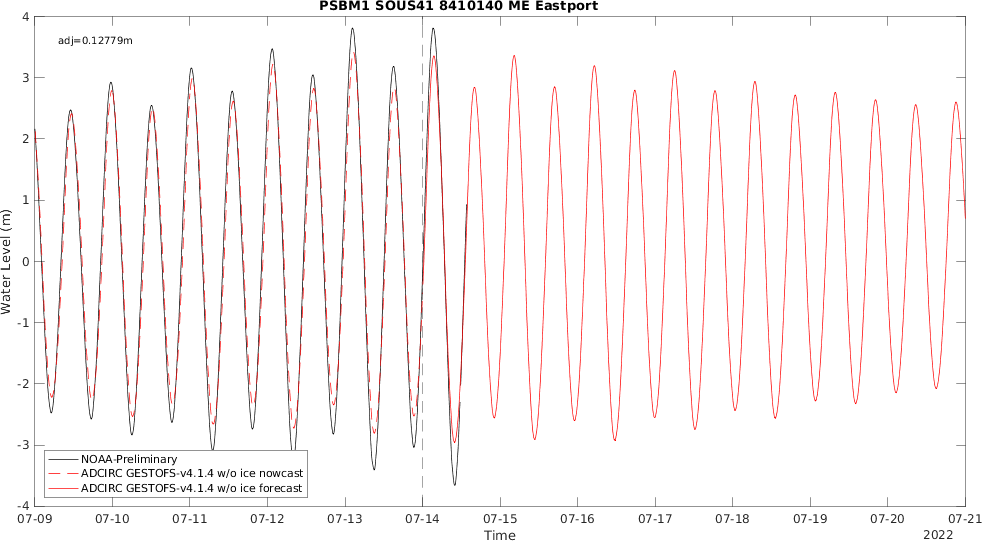 PSBM1 SOUS41 8410140 ME Eastport
adj=0.12779m
Water Level (m)
4
3
2
1
0
-1
-2
-3
-4
NOAA-Preliminary
ADCIRC GESTOFS-v4.1.4 w/o ice nowcast
ADCIRC GESTOFS-v4.1.4 w/o ice forecast
07-09 07-10 07-11 07-12 07-13 07-14 07-15 07-16 07-17 07-18 07-19 07-20 07-21
Time
2022